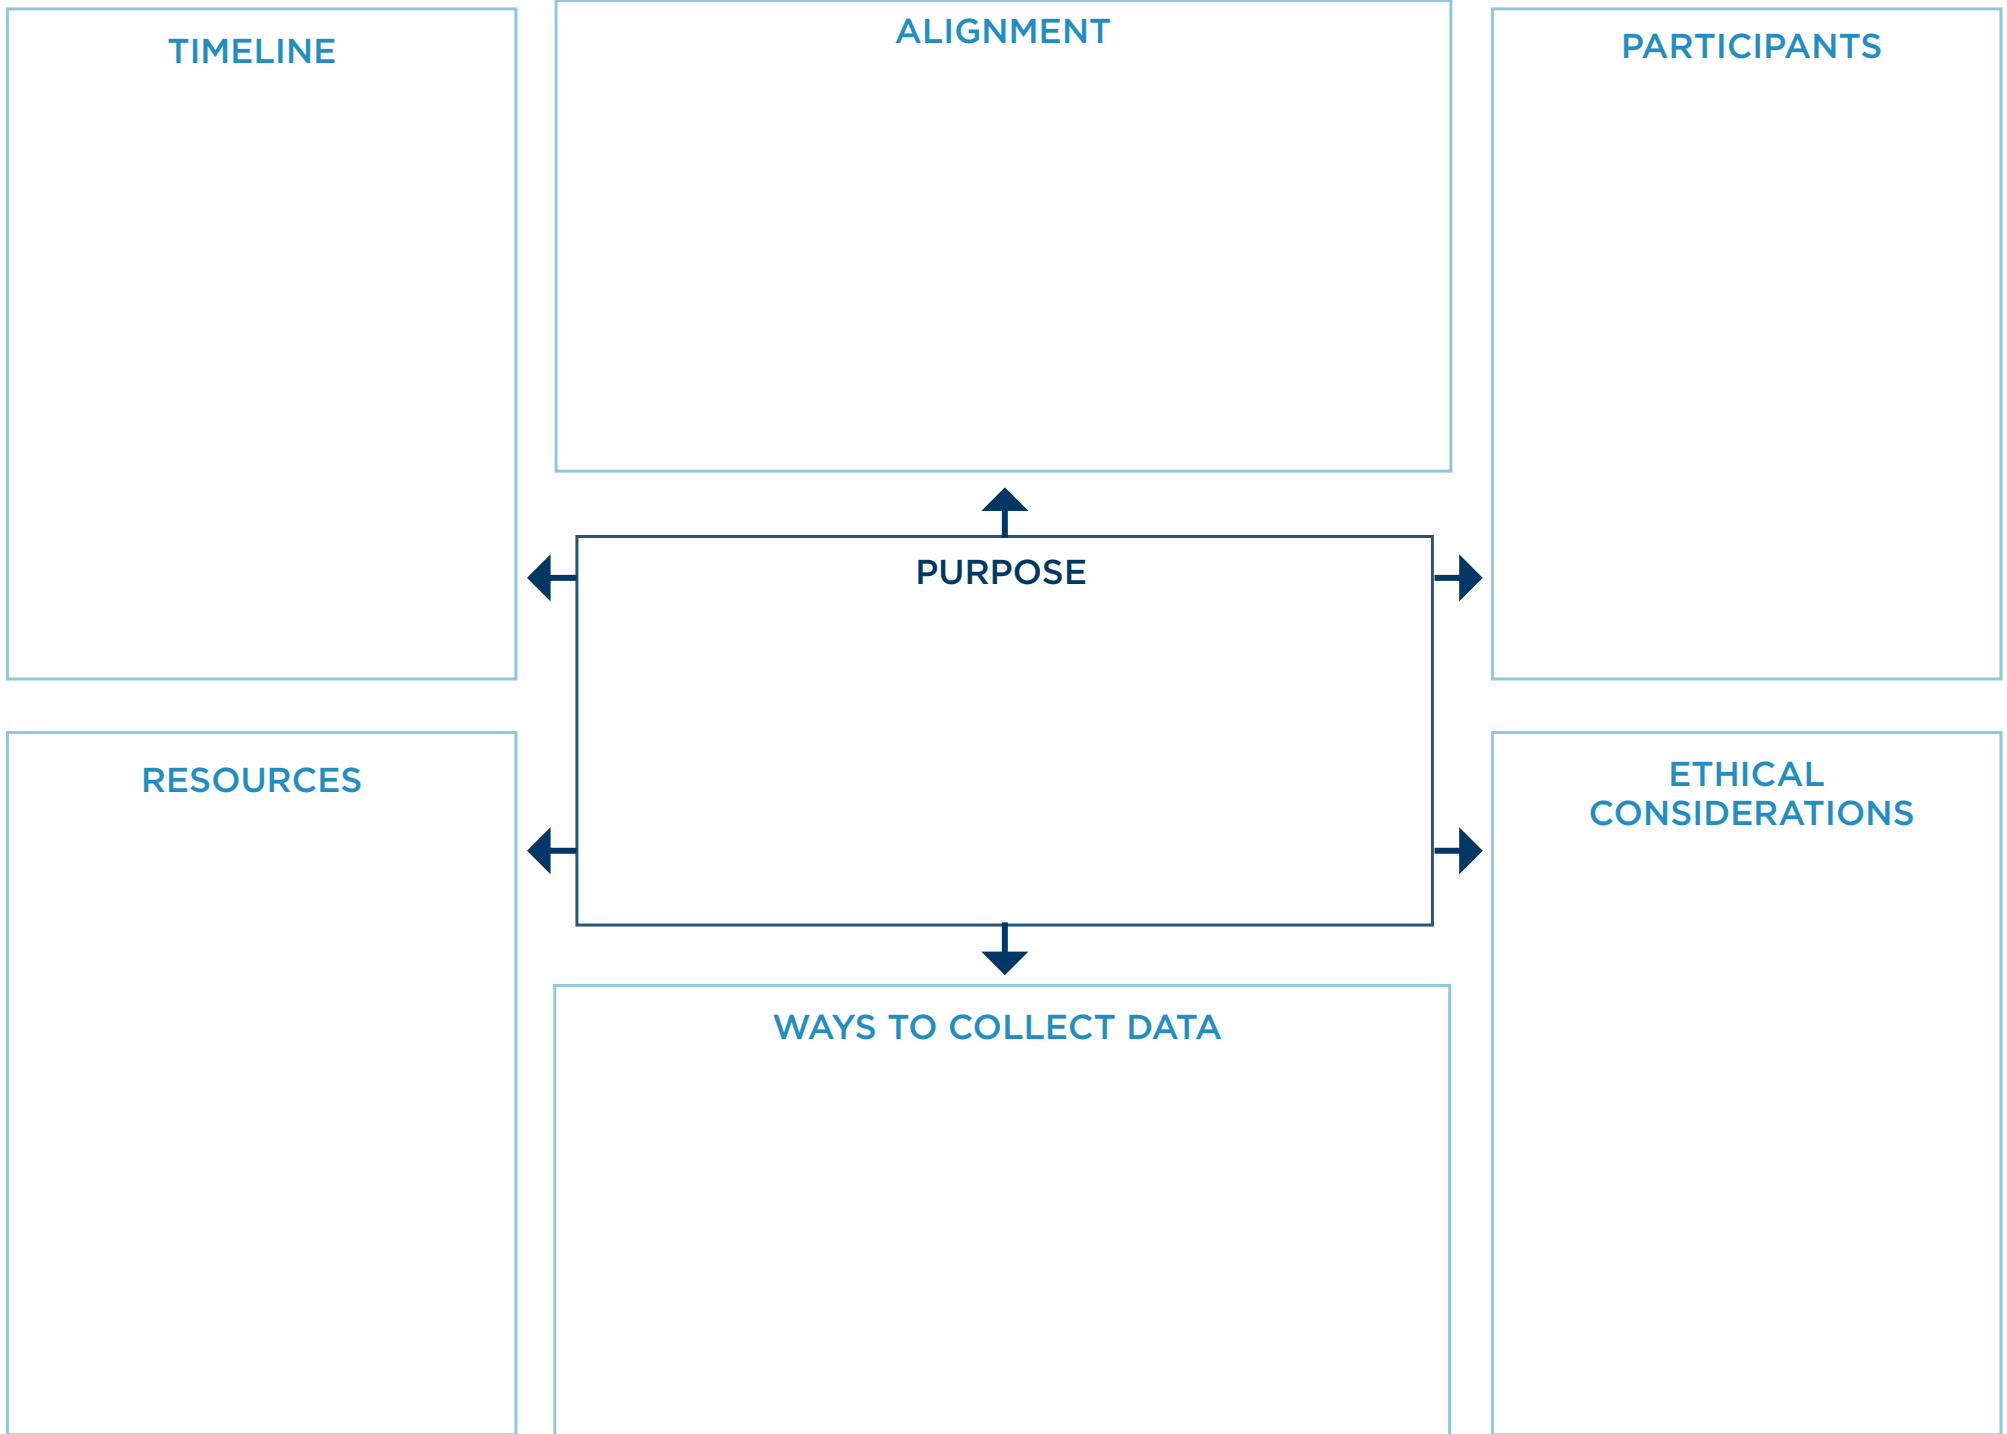 TIMELINE
ALIGNMENT
PARTICIPANTS
PURPOSE
RESOURCES
ETHICAL
CONSIDERATIONS
WAYS TO COLLECT DATA